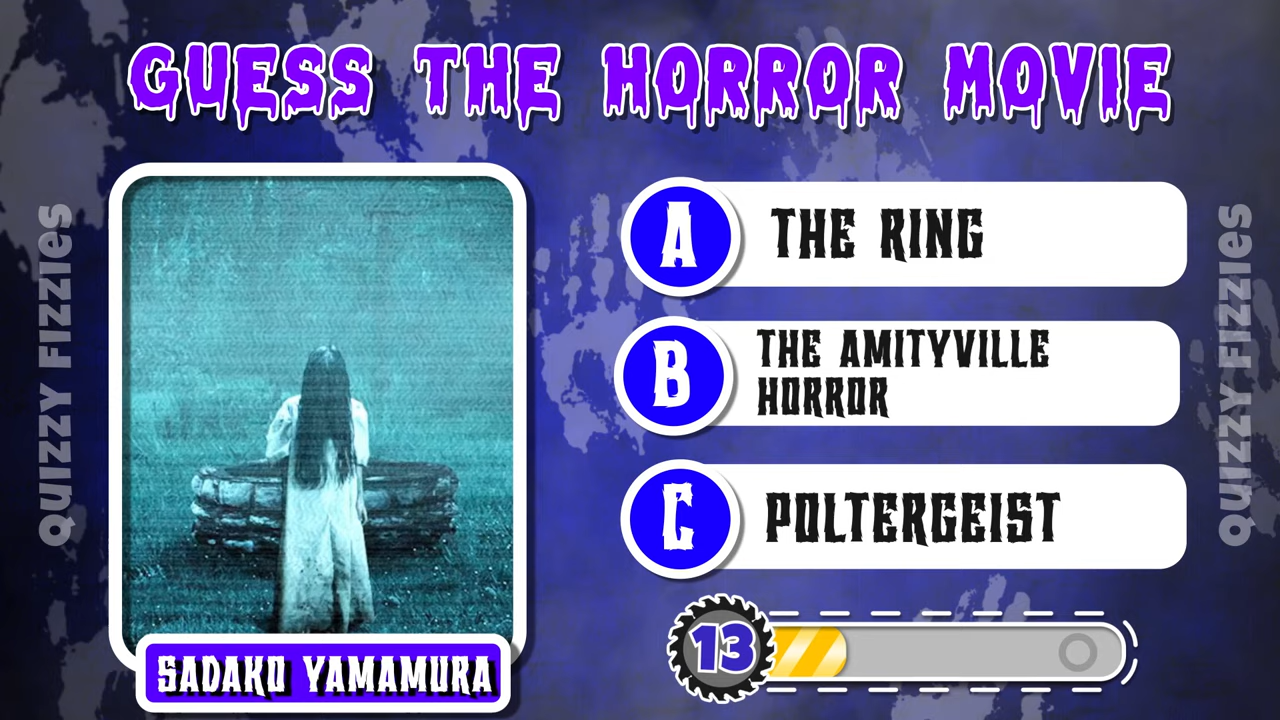 GUESS THE HORROR MOVIE
QUIZZY FIZZIES
A
THE RING
B
THE AMITYVILLE
HORROR
C
POLTERGEIST
13
SADAKO YAMAMURA
QUIZZY FIZZIES